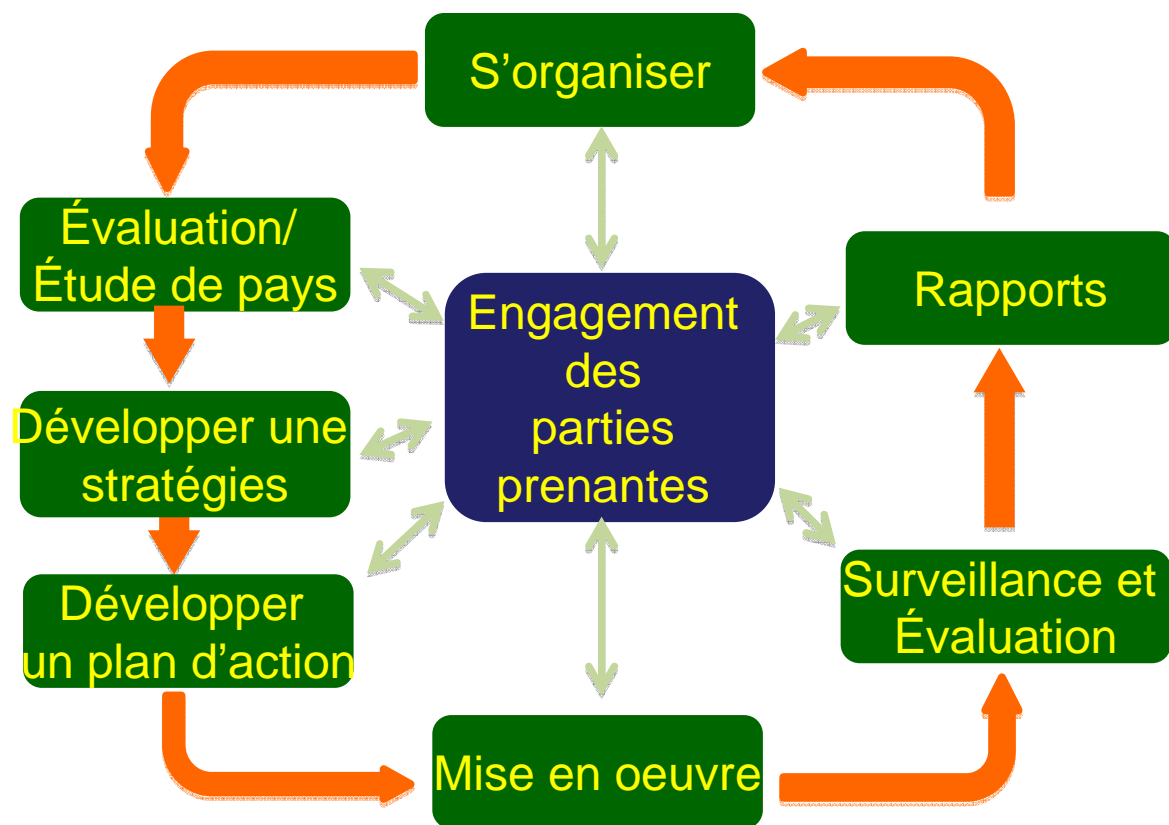 S’organiser
Évaluation/
Étude de pays
Développer une
stratégies
Développer
un plan d’action
Mise en oeuvre
Surveillance et
Évaluation
Rapports
Engagement
des
parties
prenantes